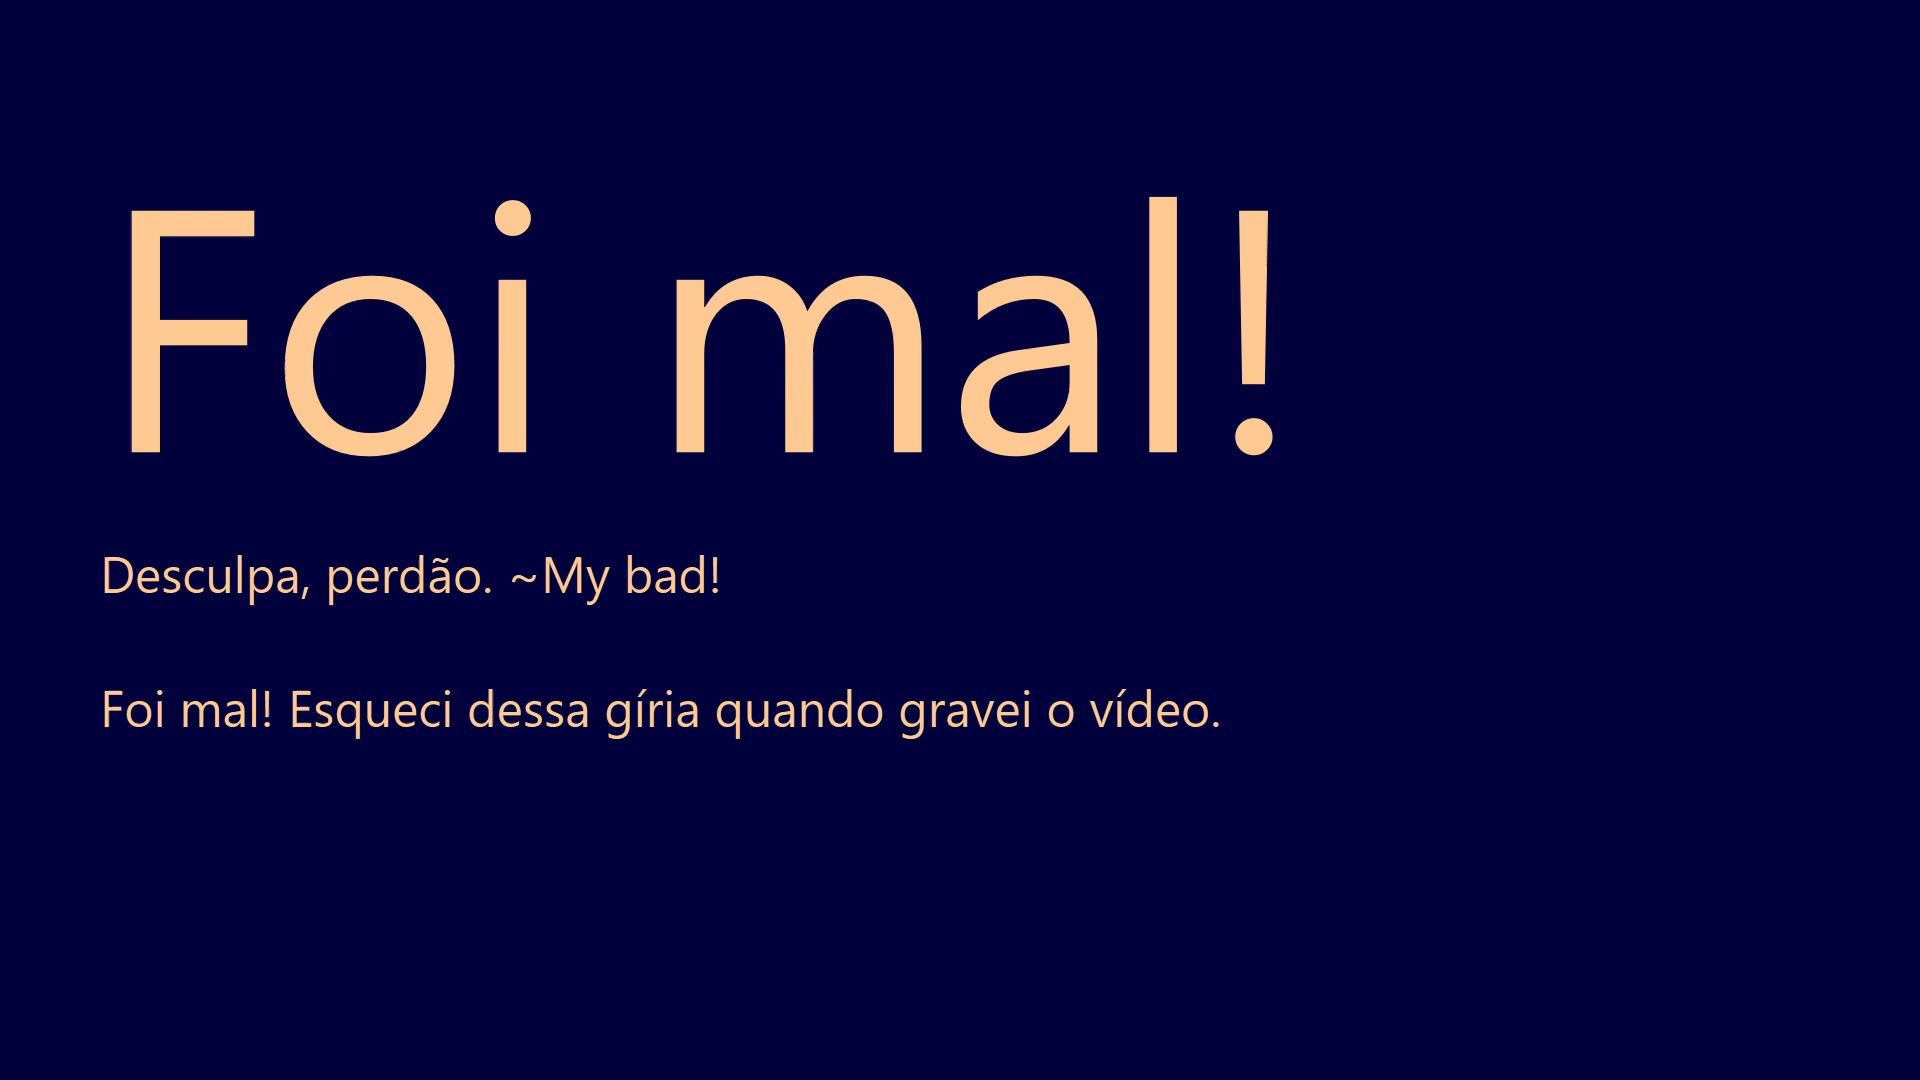 Foi mal!
Desculpa, perdão. ~My bad!
Foi mal! Esqueci dessa gíria quando gravei o vídeo.